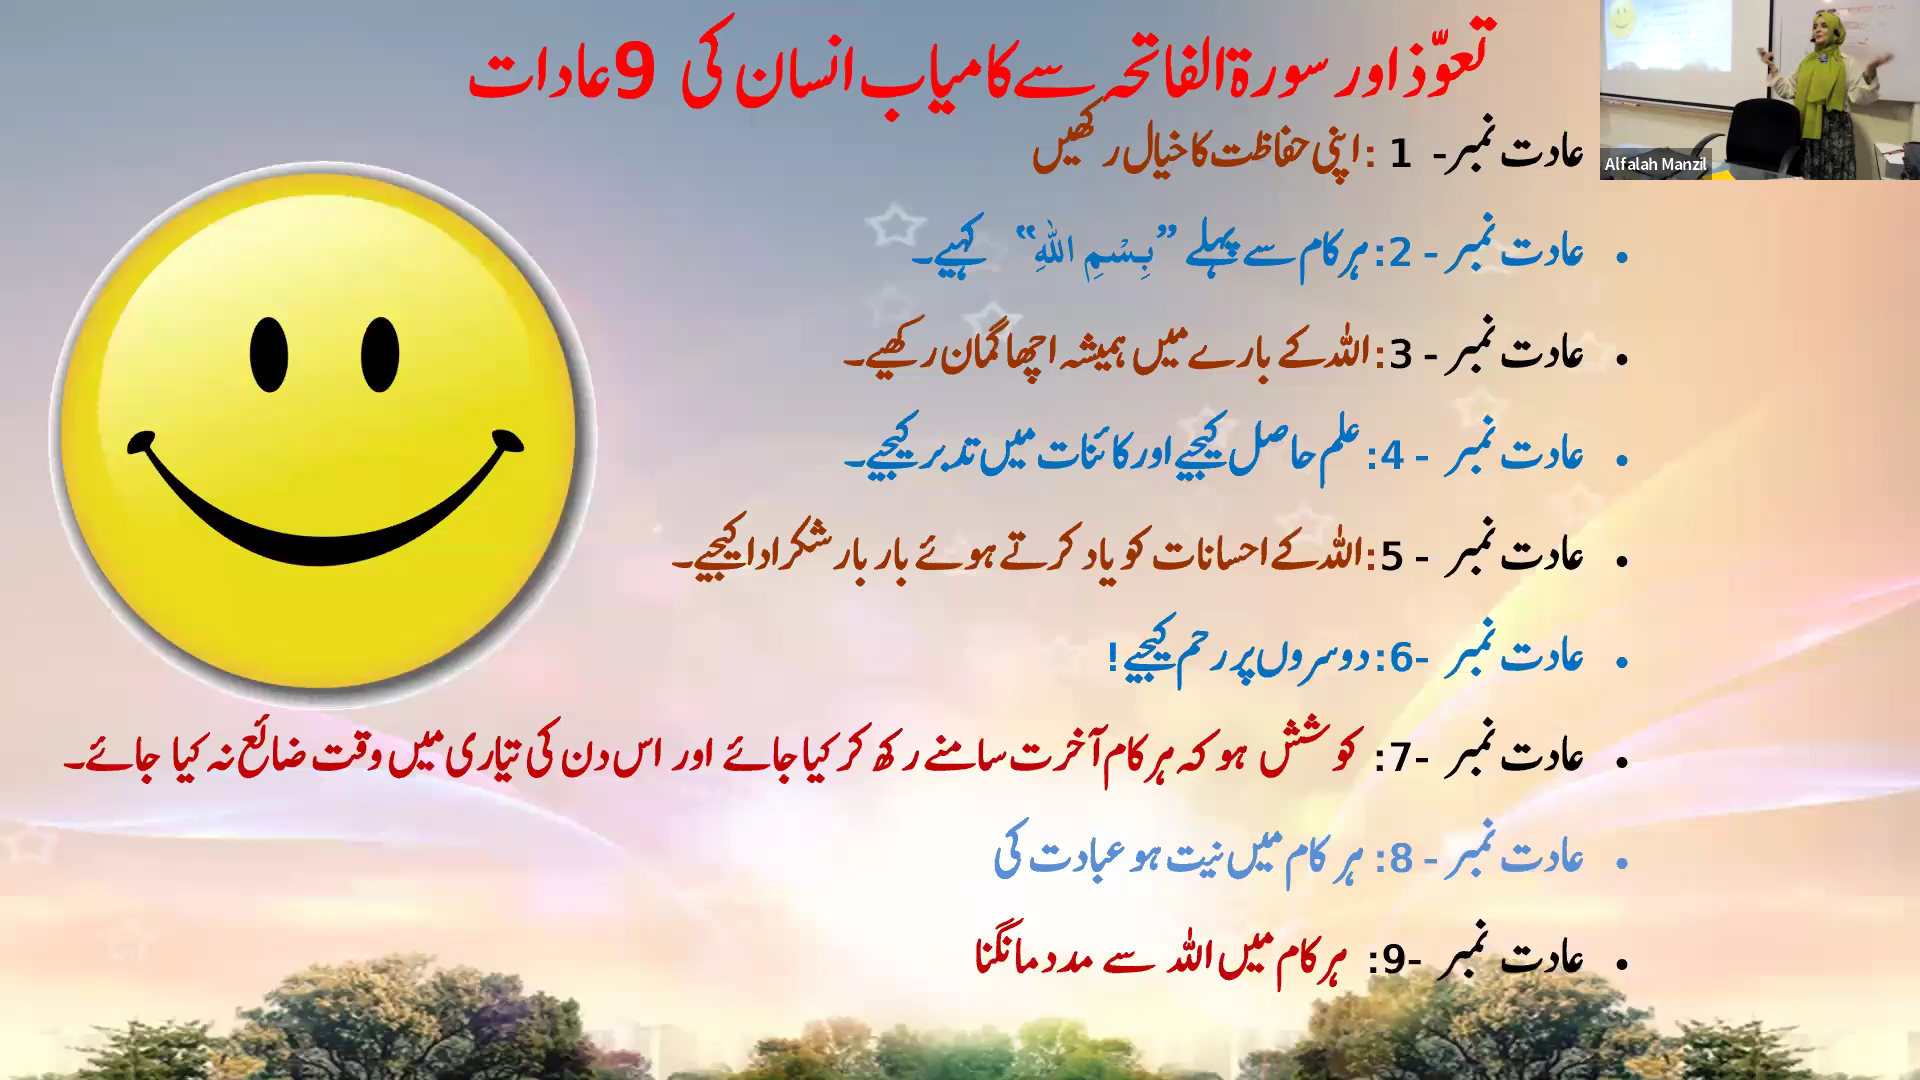 تعوّذ اور سورۃ الفاتحہ سے کامیاب انسان کی 9 عادات
عادت نمبر- 1 : اپنی حفاظت کا خیال رکھیں
• عادت نمبر - 2: ہر کام سے پہلے ”بِسْمِ اللّٰهِ“ کہیے۔
• عادت نمبر - 3: اللہ کے بارے میں ہمیشہ اچھا گمان رکھیے۔
• عادت نمبر - 4: علم حاصل کیجیے اور کائنات میں تدبر کیجیے۔
• عادت نمبر - 5: اللہ کے احسانات کو یاد کرتے ہوئے بار بار شکر ادا کیجیے۔
• عادت نمبر -6: دوسروں پر رحم کیجیے!
• عادت نمبر -7: کوشش ہو کہ ہر کام آخرت سامنے رکھ کر کیا جائے اور اس دن کی تیاری میں وقت ضائع نہ کیا جائے۔
• عادت نمبر - 8: ہر کام میں نیت ہو عبادت کی
• عادت نمبر -9: ہر کام میں اللہ سے مدد مانگنا
Alfalah Manzil